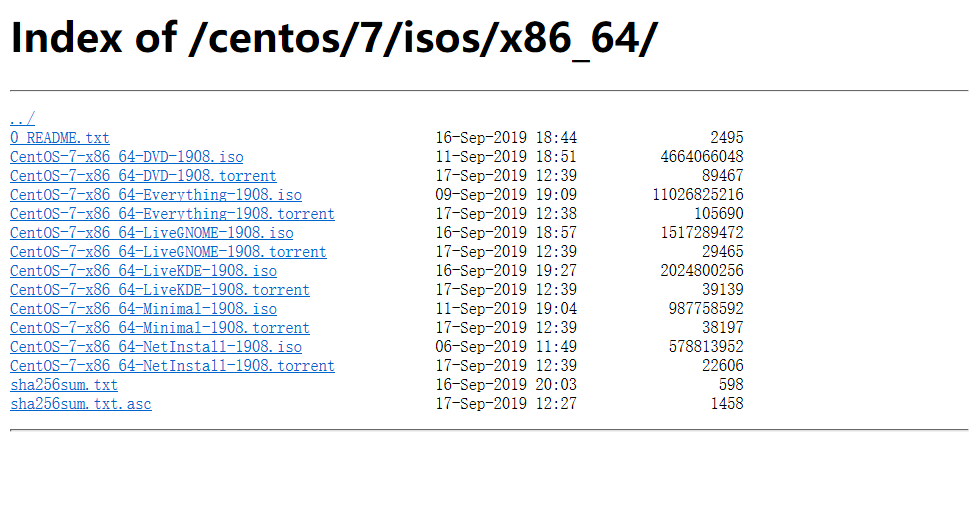 Index of /centos/7/isos/x86_64/
../
0_README.txt 16-Sep-2019 18:44 2495
CentOS-7-x86_64-DVD-1908.iso 11-Sep-2019 18:51 4664066048
CentOS-7-x86_64-DVD-1908.torrent 17-Sep-2019 12:39 89467
CentOS-7-x86_64-Everything-1908.iso 09-Sep-2019 19:09 11026825216
CentOS-7-x86_64-Everything-1908.torrent 17-Sep-2019 12:38 105690
CentOS-7-x86_64-LiveGNOME-1908.iso 16-Sep-2019 18:57 1517289472
CentOS-7-x86_64-LiveGNOME-1908.torrent 17-Sep-2019 12:39 29465
CentOS-7-x86_64-LiveKDE-1908.iso 16-Sep-2019 19:27 2024800256
CentOS-7-x86_64-LiveKDE-1908.torrent 17-Sep-2019 12:39 39139
CentOS-7-x86_64-Minimal-1908.iso 11-Sep-2019 19:04 987758592
CentOS-7-x86_64-Minimal-1908.torrent 17-Sep-2019 12:39 38197
CentOS-7-x86_64-NetInstall-1908.iso 06-Sep-2019 11:49 578813952
CentOS-7-x86_64-NetInstall-1908.torrent 17-Sep-2019 12:39 22606
sha256sum.txt 16-Sep-2019 20:03 598
sha256sum.txt.asc 17-Sep-2019 12:27 1458